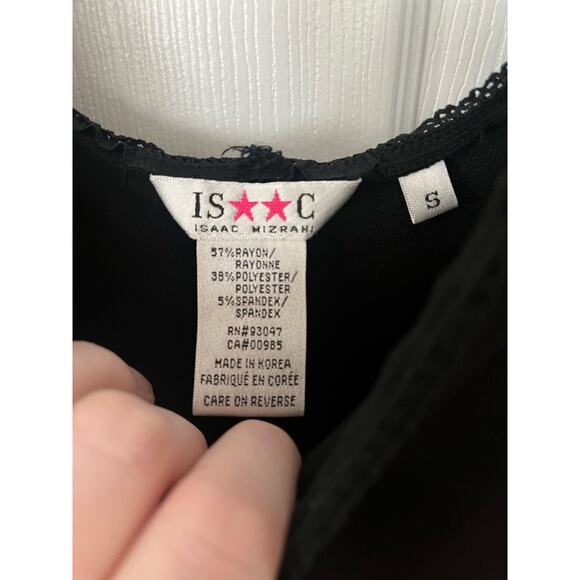 IS★★C
ISAAC MIZRAHI
S
57%RAYON/
RAYONNE
38%POLYESTER/
POLYESTER
5%SPANDEX/
SPANDEX
RN#93047
CA#00985
MADE IN KOREA
FABRIQUÉ EN CORÉE
CARE ON REVERSE